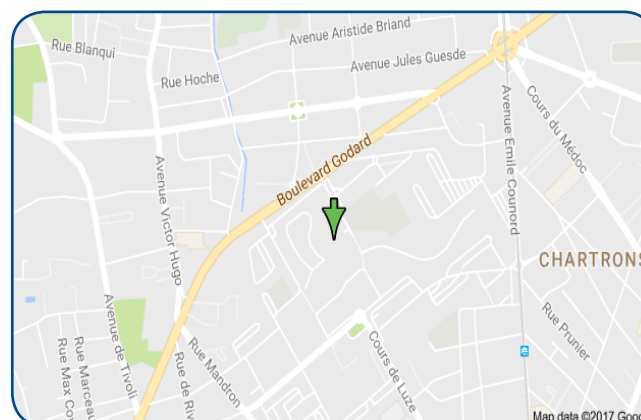 Avenue Aristide Briand
Rue Blanqui
Avenue Jules Guesde
Rue Hoche
Cours du Médoc
Avenue Emile Counord
Boulevard Godard
Avenue Victor Hugo
CHARTRONS
Avenue de Tivoli
Rue Prunier
Rue Marceau
Rue Max Co
Rue de Riv
Rue Mandron
Cours de Luze
Map data ©2017 Goog